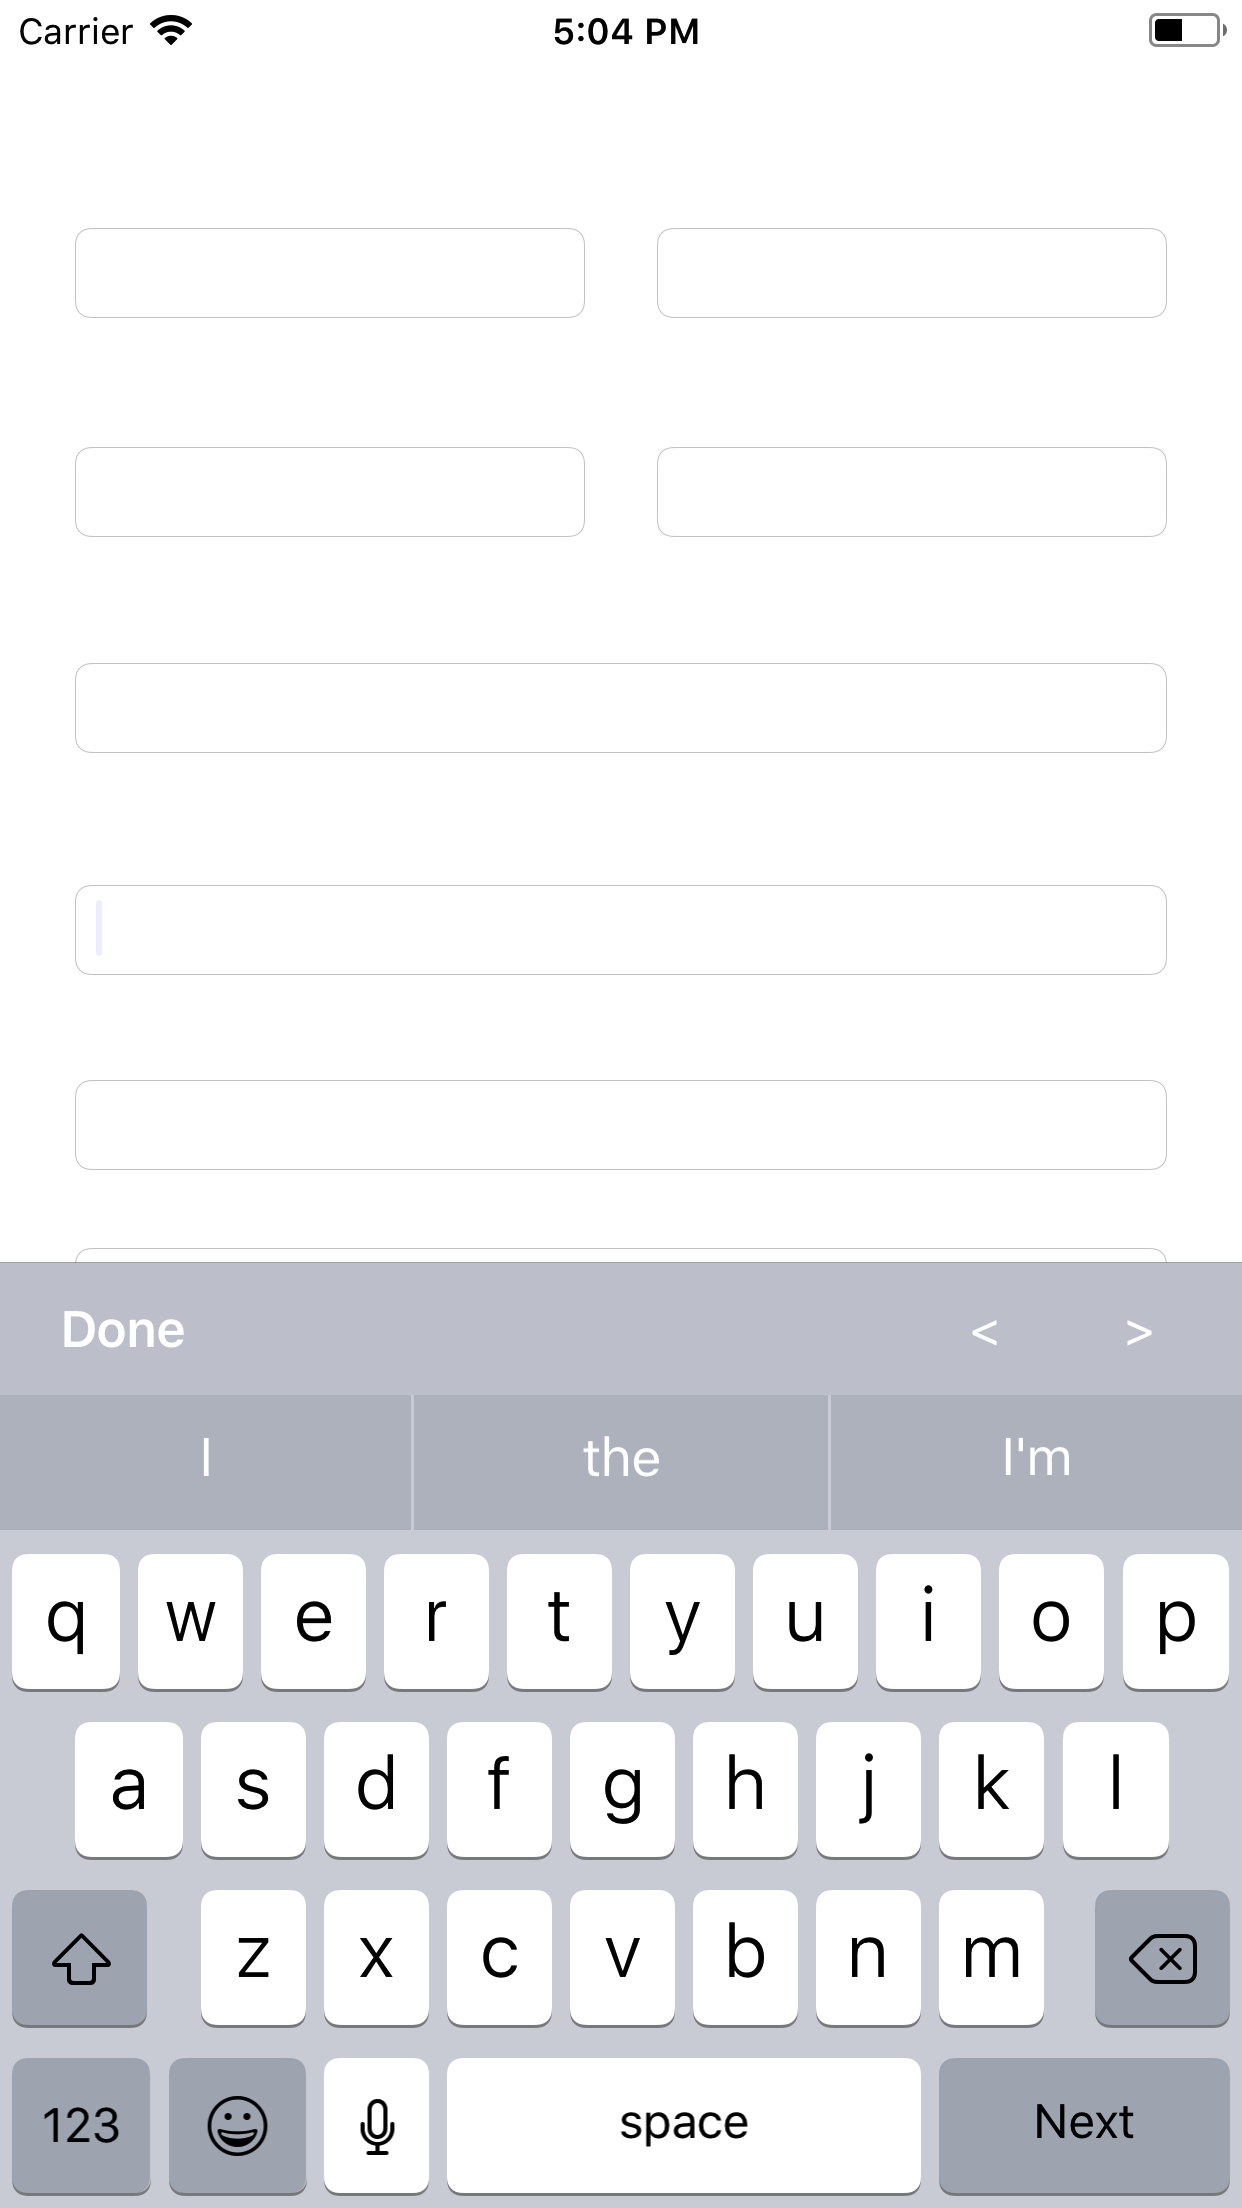 Carrier 5:04 PM
Done < >
I the I'm
q w e r t y u i o p
a s d f g h j k l
z x c v b n m
123 space Next